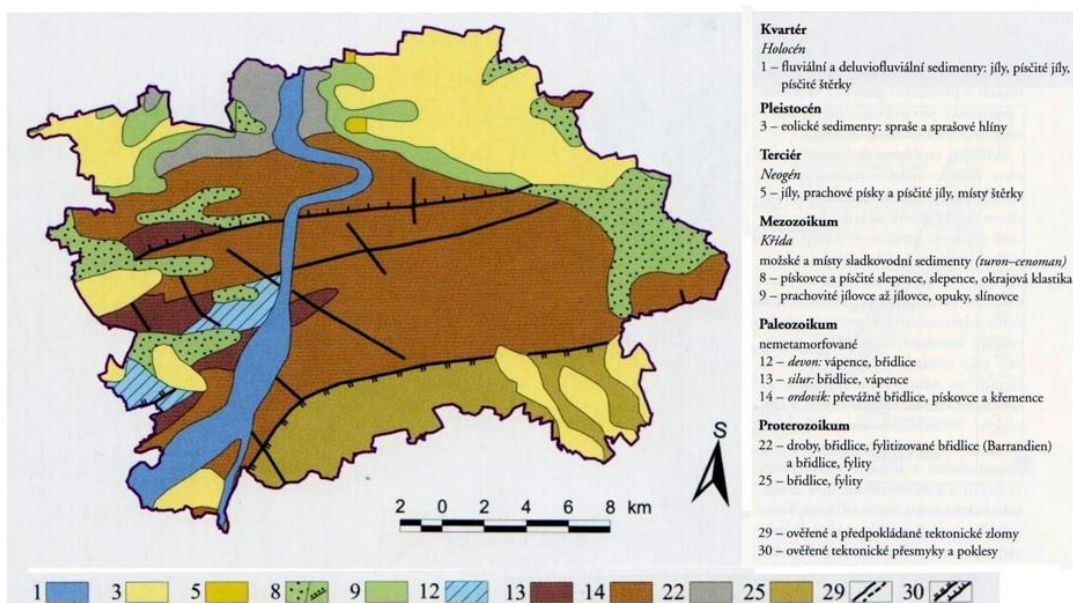 Kvartér
Holocén
1 – fluviální a deluviofluviální sedimenty: jíly, písčité jíly,
písčité štěrky
Pleistocén
3 – eolické sedimenty: spraše a sprašové hlíny
Terciér
Neogén
5 – jíly, prachové písky a písčité jíly, místy štěrky
Mezozoikum
Křída
možské a místy sladkovodní sedimenty (turon–cenoman)
8 – pískovce a písčité slepence, slepence, okrajová klastika
9 – prachovité jílovce až jílovce, opuky, slínovce
Paleozoikum
nemetamorfované
12 – devon: vápence, břidlice
13 – silur: břidlice, vápence
14 – ordovik: převážně břidlice, pískovce a křemence
Proterozoikum
22 – droby, břidlice, fylitizované břidlice (Barrandien)
a břidlice, fylity
25 – břidlice, fylity
29 – ověřené a předpokládané tektonické zlomy
30 – ověřené tektonické přesmyky a poklesy
S
2 0 2 4 6 8 km
1 3 5 8 9 12 13 14 22 25 29 30